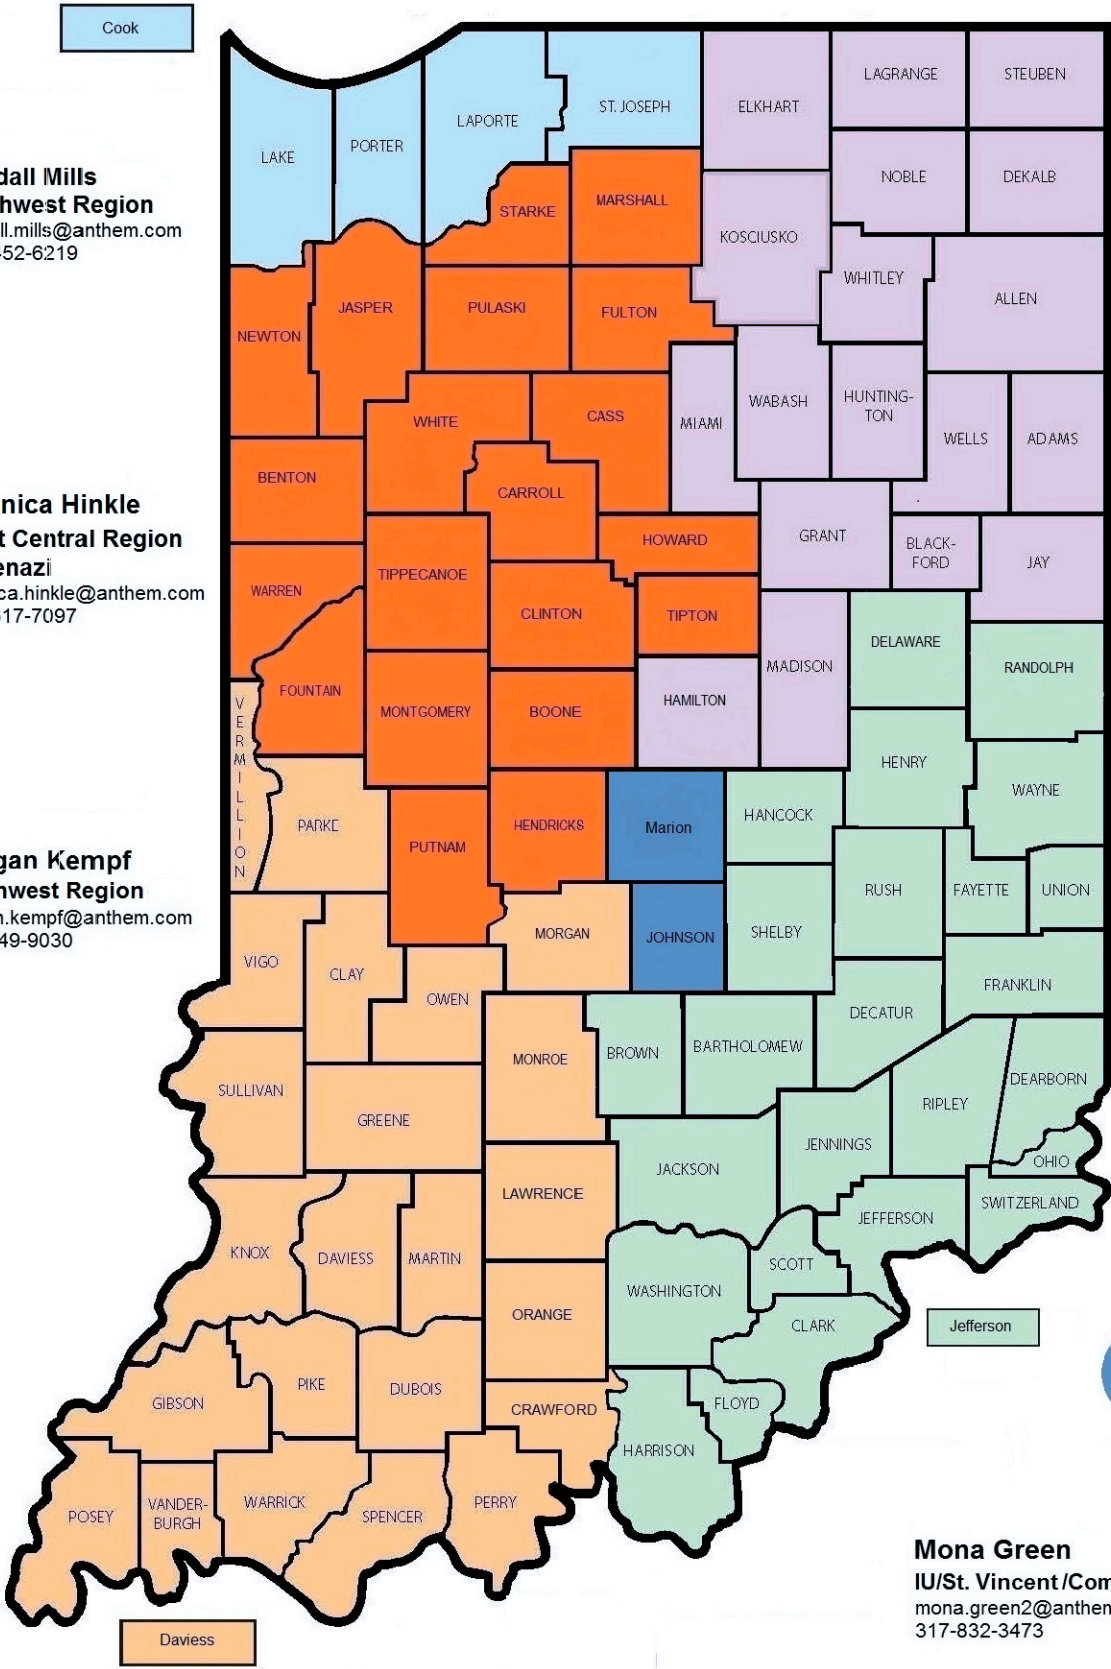 Cook
LAGRANGE
STEUBEN
ELKHART
ST. JOSEPH
LAPORTE
PORTER
LAKE
NOBLE
DEKALB
dall Mills
hwest Region
ll.mills@anthem.com
52-6219
STARKE
MARSHALL
KOSCIUSKO
WHITLEY
ALLEN
NEWTON
JASPER
PULASKI
FULTON
WHITE
CASS
MIAMI
WABASH
HUNTING-
TON
WELLS
ADAMS
BENTON
CARROLL
nica Hinkle
t Central Region
enazi
ca.hinkle@anthem.com
17-7097
HOWARD
GRANT
BLACK-
FORD
JAY
WARREN
TIPPECANOE
CLINTON
TIPTON
MADISON
DELAWARE
RANDOLPH
FOUNTAIN
MONTGOMERY
BOONE
HAMILTON
VERMILLION
HENRY
WAYNE
PARKE
PUTNAM
HENDRICKS
Marion
HANCOCK
gan Kempf
hwest Region
n.kempf@anthem.com
49-9030
RUSH
FAYETTE
UNION
MORGAN
JOHNSON
SHELBY
VIGO
CLAY
OWEN
FRANKLIN
DECATUR
MONROE
BROWN
BARTHOLOMEW
SULLIVAN
GREENE
DEARBORN
RIPLEY
JENNINGS
OHIO
JACKSON
LAWRENCE
SWITZERLAND
JEFFERSON
KNOX
DAVIESS
MARTIN
SCOTT
WASHINGTON
ORANGE
CLARK
Jefferson
GIBSON
PIKE
DUBOIS
CRAWFORD
FLOYD
HARRISON
POSEY
VANDER-
BURGH
WARRICK
SPENCER
PERRY
Mona Green
IU/St. Vincent/Com
mona.green2@anthem
317-832-3473
Daviess